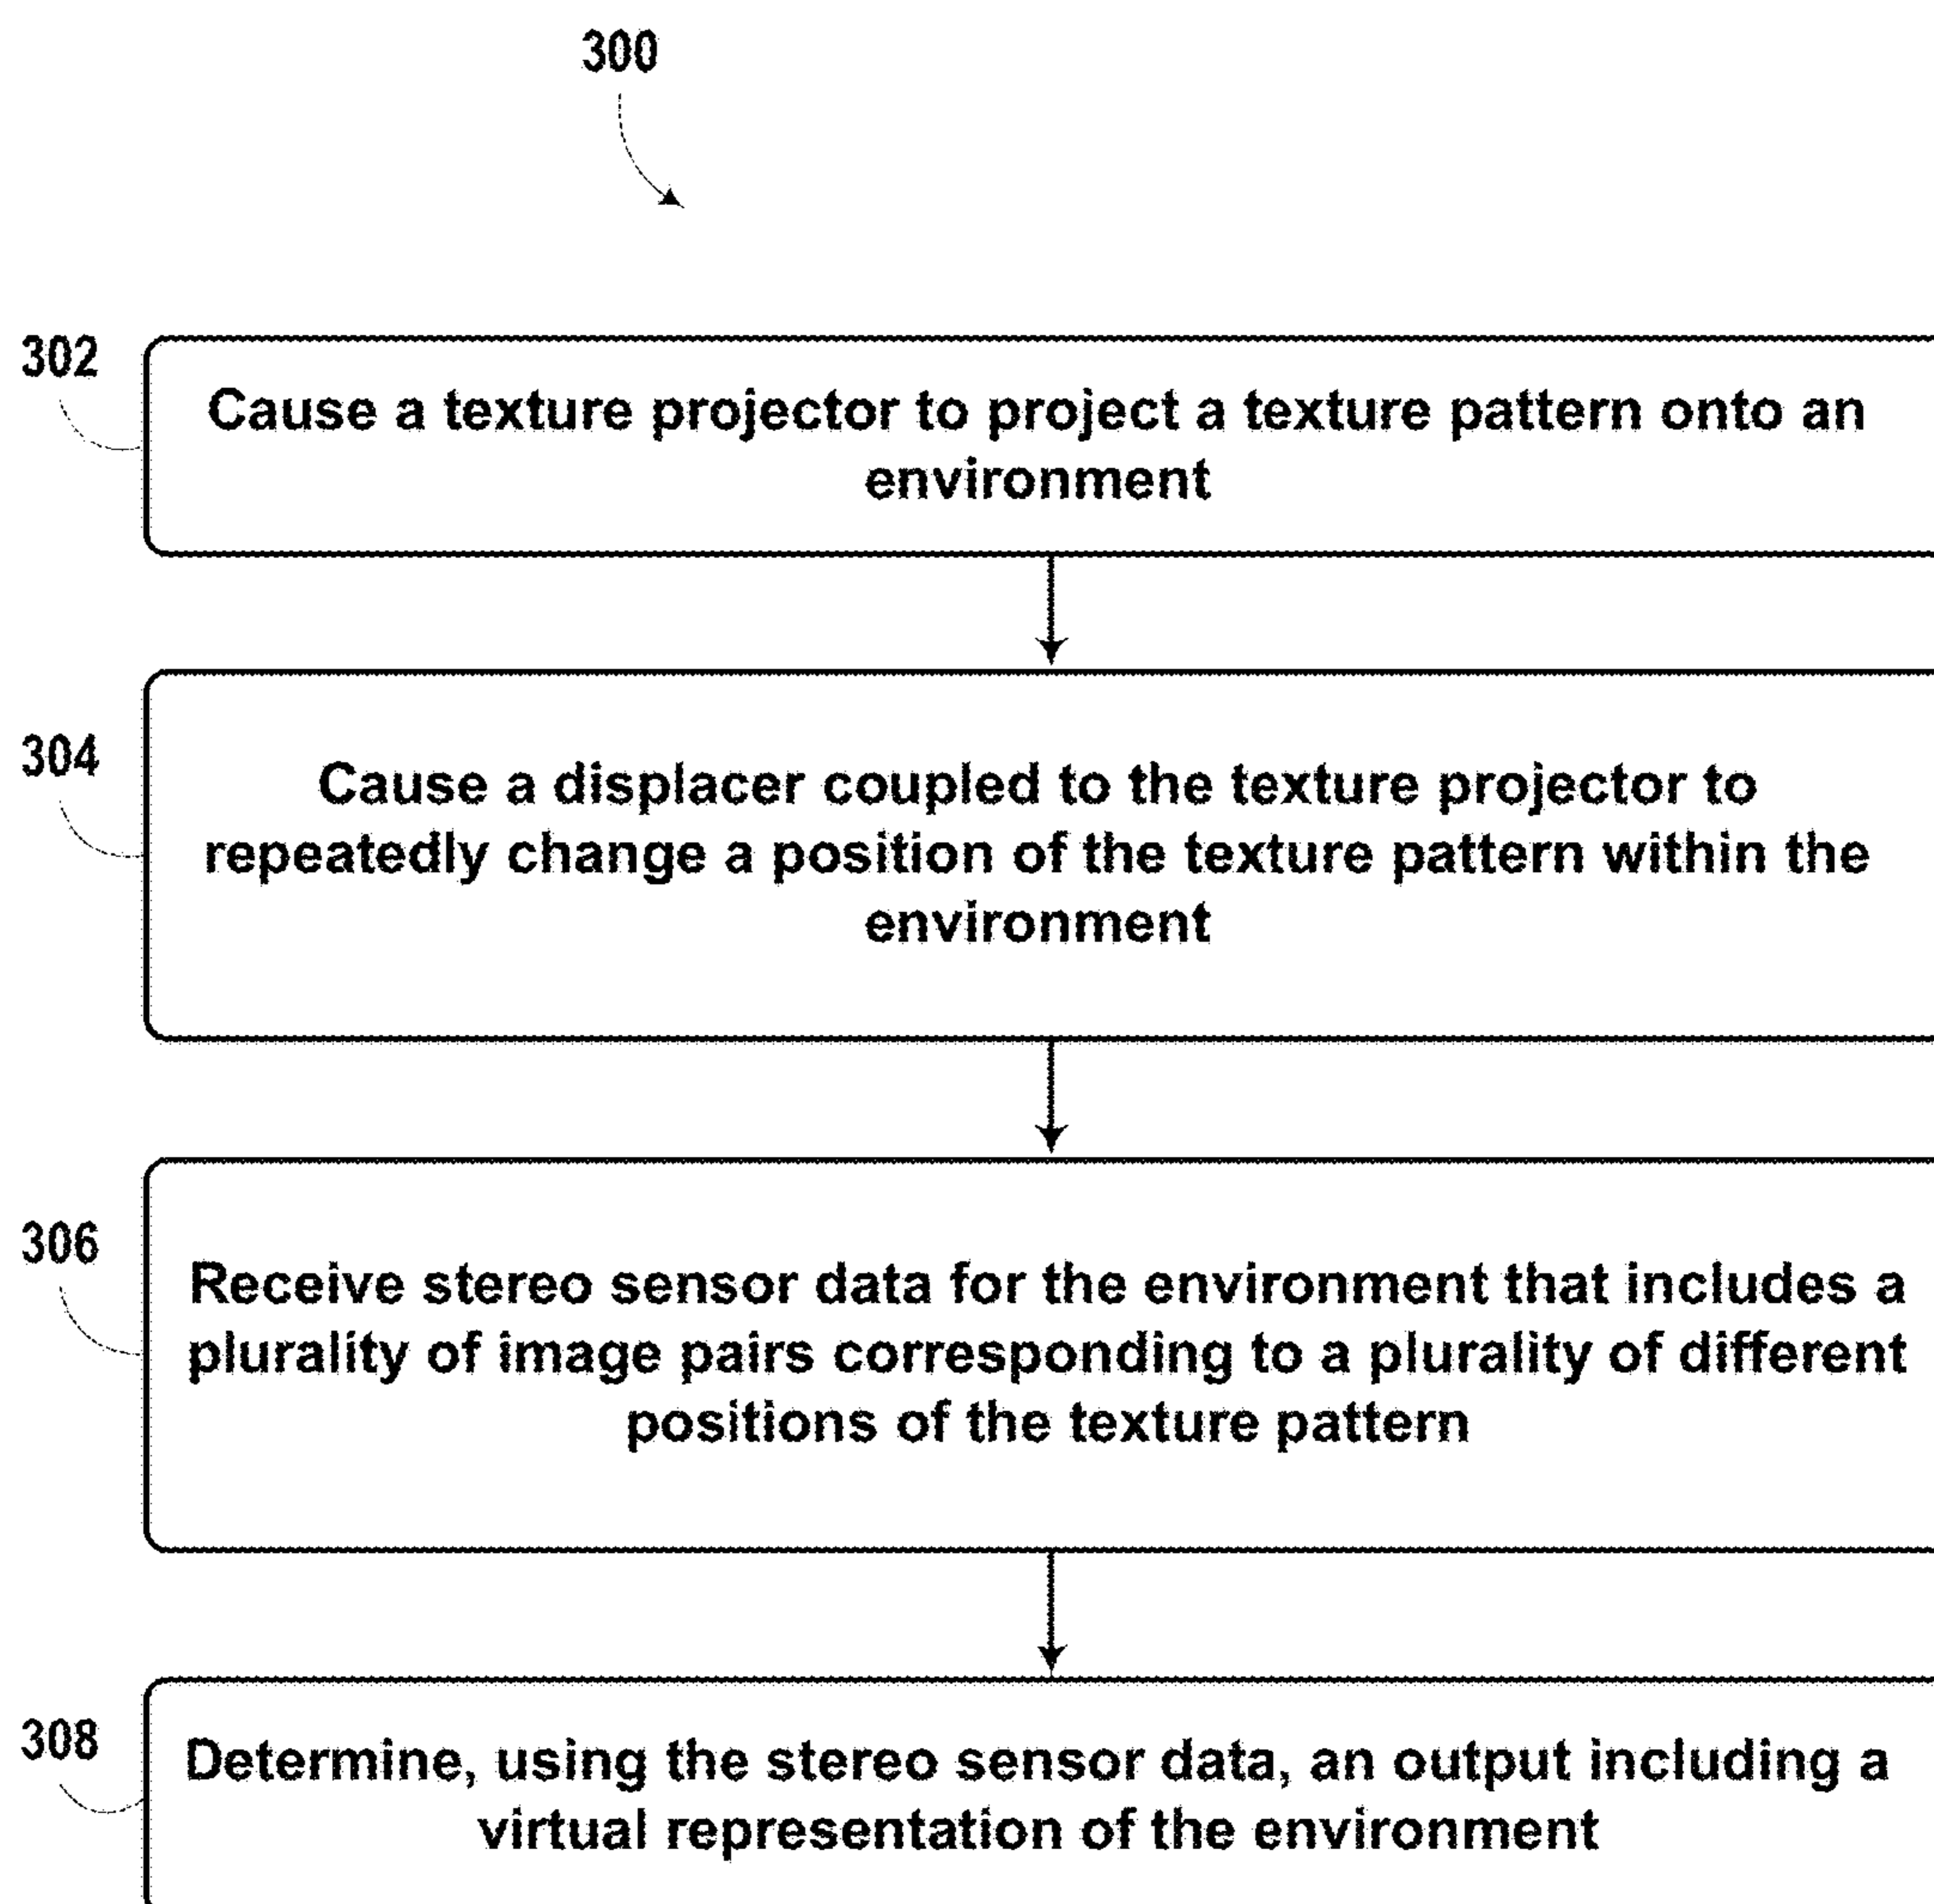 300
302
Cause a texture projector to project a texture pattern onto an
environment
304
Cause a displacer coupled to the texture projector to
repeatedly change a position of the texture pattern within the
environment
306
Receive stereo sensor data for the environment that includes a
plurality of image pairs corresponding to a plurality of different
positions of the texture pattern
308
Determine, using the stereo sensor data, an output including a
virtual representation of the environment